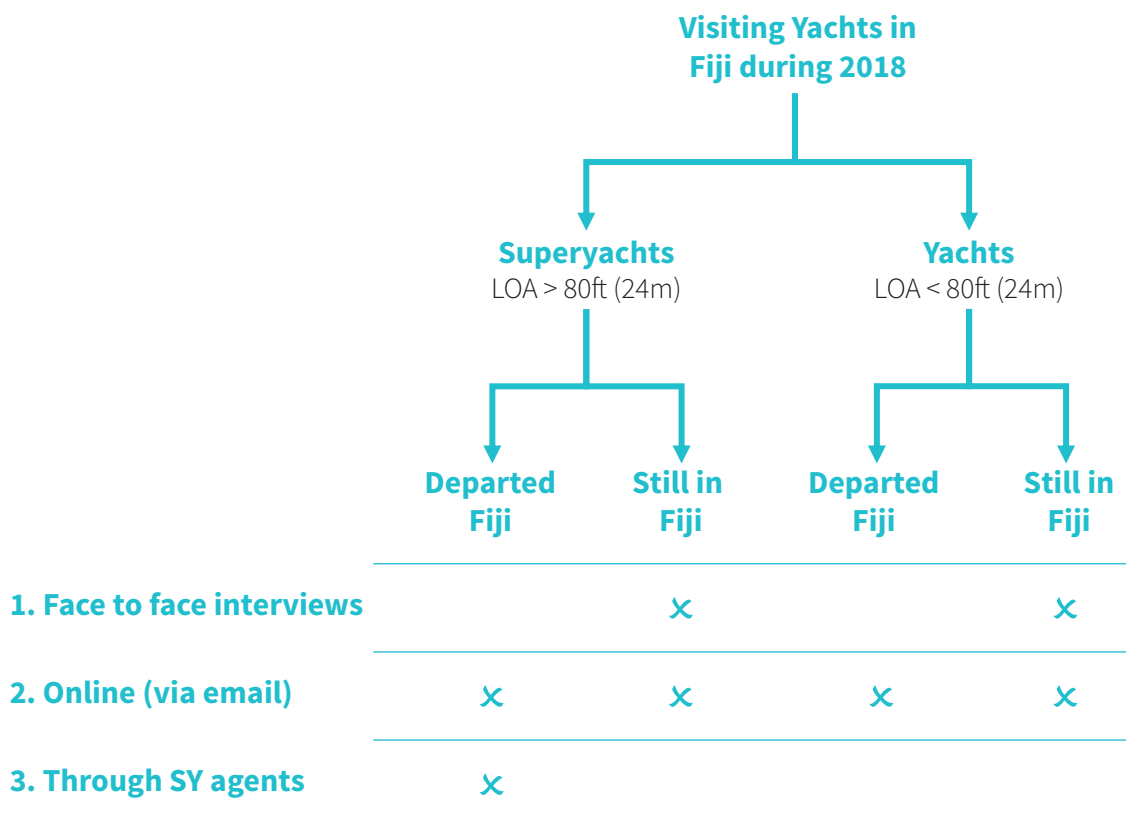 Visiting Yachts in
Fiji during 2018
Superyachts
LOA > 80ft (24m)
Yachts
LOA < 80ft (24m)
Departed
Fiji
Still in
Fiji
Departed
Fiji
Still in
Fiji
1. Face to face interviews
x x
2. Online (via email)
x x x x
3. Through SY agents
x